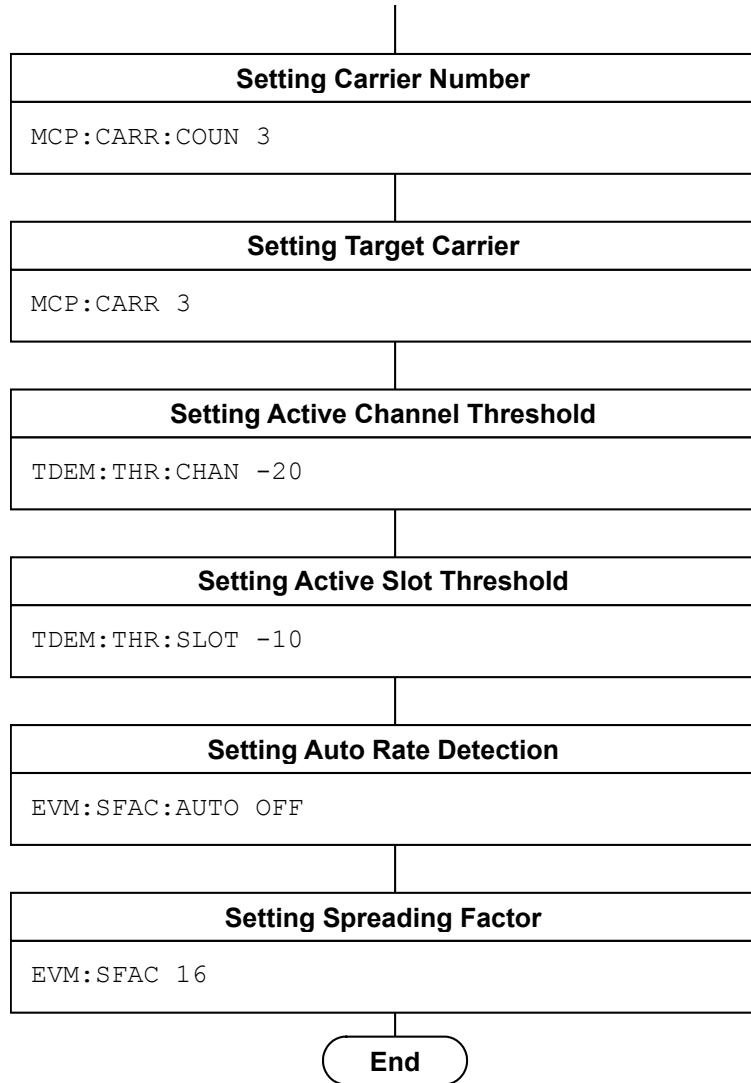 Setting Carrier Number
MCP:CARR:COUN 3
Setting Target Carrier
MCP:CARR 3
Setting Active Channel Threshold
TDEM:THR:CHAN -20
Setting Active Slot Threshold
TDEM:THR:SLOT -10
Setting Auto Rate Detection
EVM:SFAC:AUTO OFF
Setting Spreading Factor
EVM:SFAC 16
End